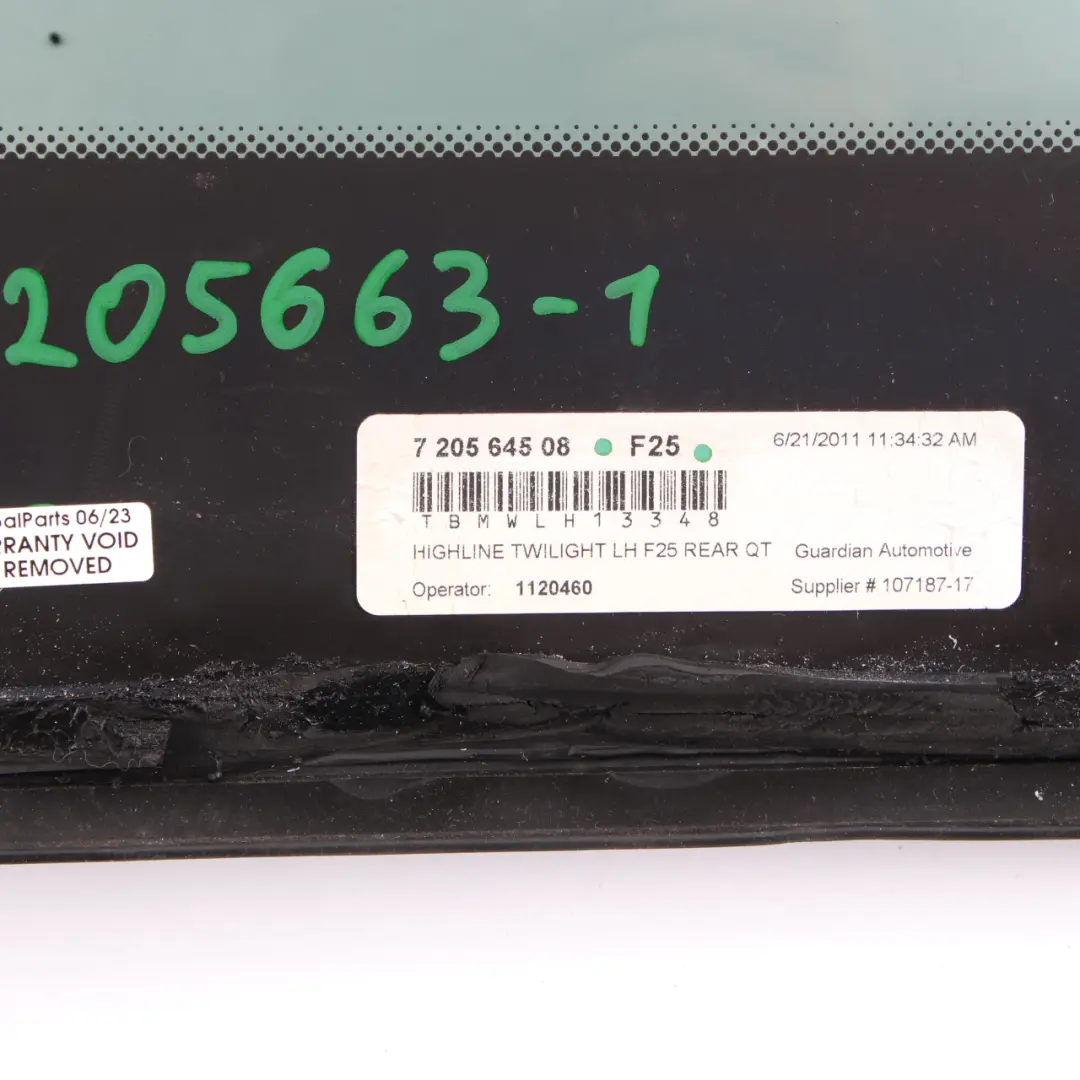 205663-1
7 205 645 08 F25 6/21/2011 11:34:32 AM
TBMWLH13348
HIGHLINE TWILIGHT LH F25 REAR QT Guardian Automotive
Operator: 1120460 Supplier # 107187-17
alParts 06/23
RRANTY VOID
REMOVED